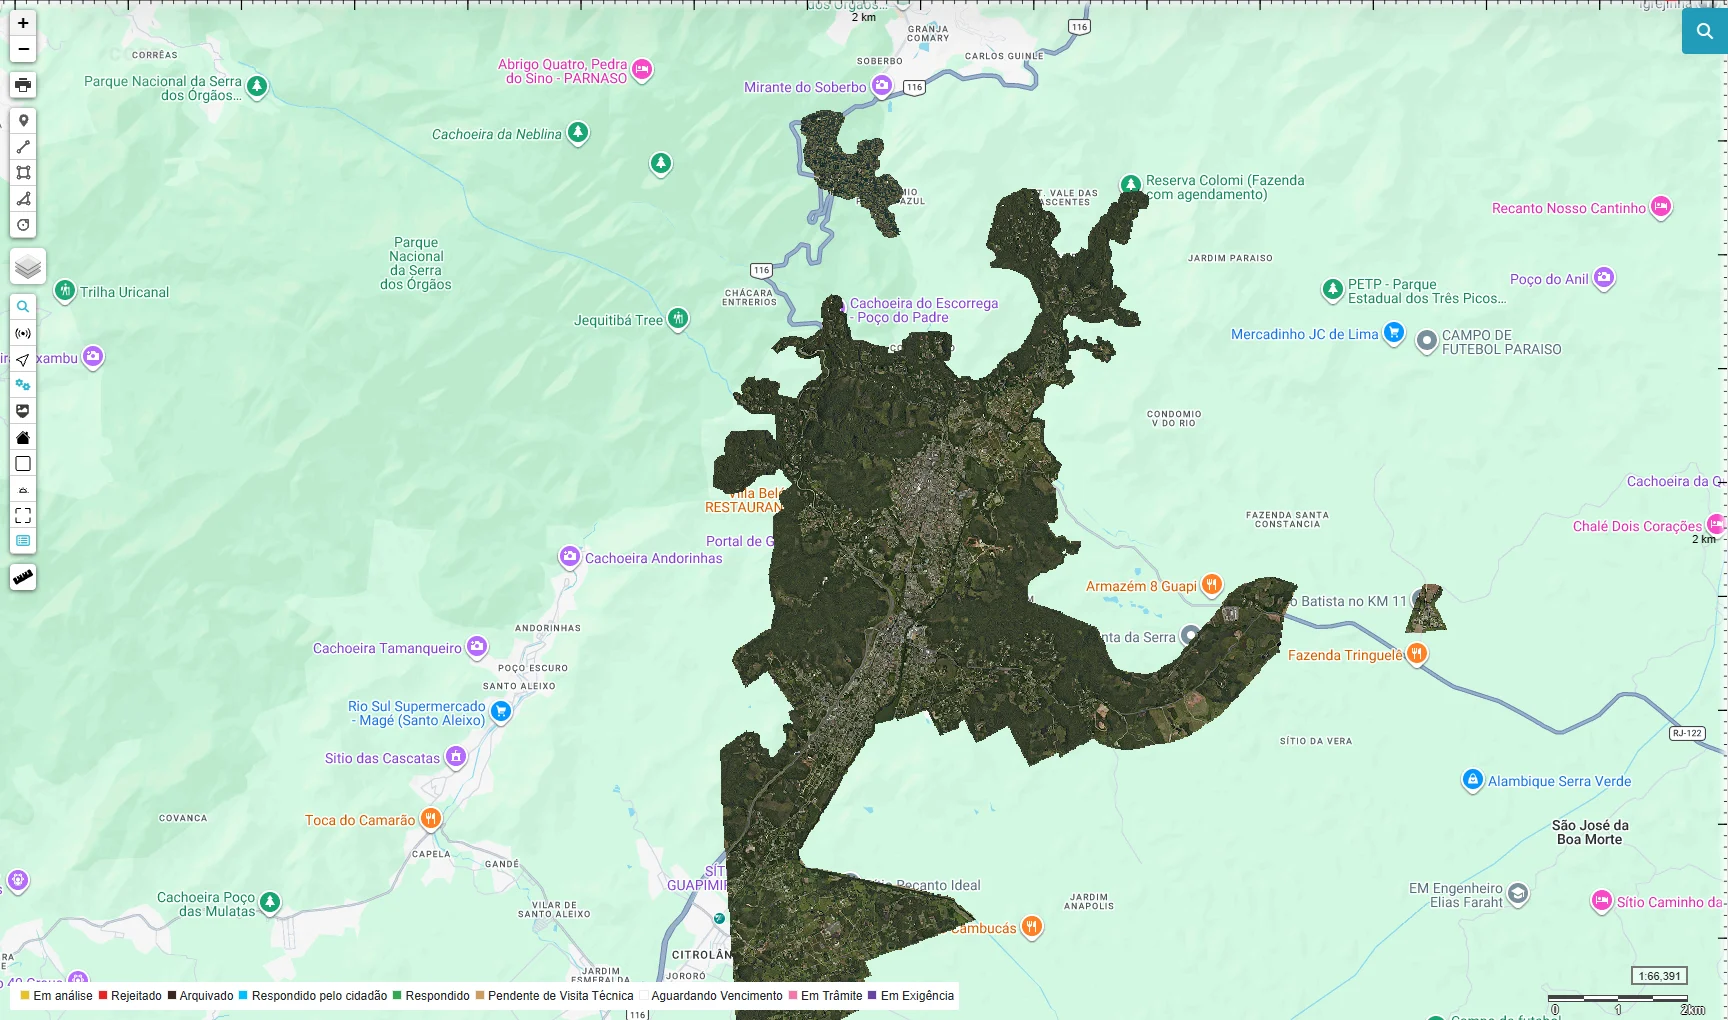 2 km
GRANJA
COMARY
116
CARLOS GUINLE
SOBERBO
CORRÊAS
Parque Nacional da Serra
dos Órgãos...
Abrigo Quatro, Pedra
do Sino - PARNASO
Mirante do Soberbo
116
Cachoeira da Neblina
Reserva Colomi (Fazenda
com agendamento)
Recanto Nosso Cantinho
Parque
Nacional
da Serra
dos Órgãos
JARDIM PARAISO
116
CHÁCARA
ENTRERIOS
Poço do Anil
PETP - Parque
Estadual dos Três Picos...
Trilha Uricanal
Cachoeira do Escorrega
- Poço do Padre
Jequitibá Tree
Mercadinho JC de Lima
CAMPO DE
FUTEBOL PARAISO
CONDOMIO
V DO RIO
Cachoeira da
RESTAURAN
FAZENDA SANTA
CONSTANCIA
Chalé Dois Corações
2 km
Portal de G
Cachoeira Andorinhas
Armazém 8 Guapi
o Batista no KM 11
ANDORINHAS
nta da Serra
Cachoeira Tamanqueiro
Fazenda Tringuelê
POÇO ESCURO
SANTO ALEIXO
Rio Sul Supermercado
- Magé (Santo Aleixo)
RJ-122
SÍTIO DA VERA
Sitio das Cascatas
Alambique Serra Verde
COVANCA
Toca do Camarão
São José da
Boa Morte
CAPELA
GANDÉ
SÍT
GUAPIMI
Recanto Ideal
EM Engenheiro
Elias Faraht
Cachoeira Poço
das Mulatas
VILAR DE
SANTO ALEIXO
JARDIM
ANAPOLIS
Sítio Caminho da
Cambucás
CITROLÂN
JARDIM
ESMERALDA
JORORÓ
1:66,391
Em análise Rejeitado Arquivado Respondido pelo cidadão Respondido Pendente de Visita Técnica Aguardando Vencimento Em Trâmite Em Exigência
0 1 2km
116